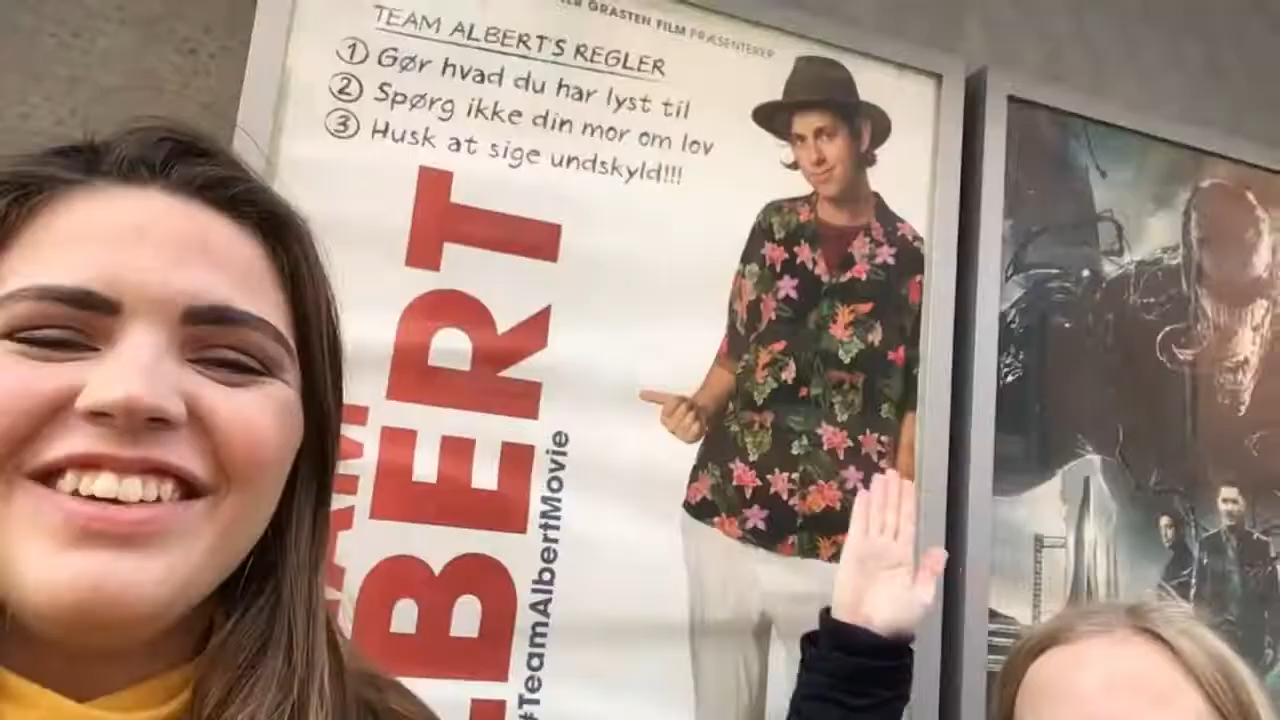 GRASTEN FILM PRÆSENTERER
TEAM ALBERT'S REGLER
① Gør hvad du har lyst til
② Spørg ikke din mor om lov
③ Husk at sige undskyld!!!
BERT
#TeamAlbertMovie